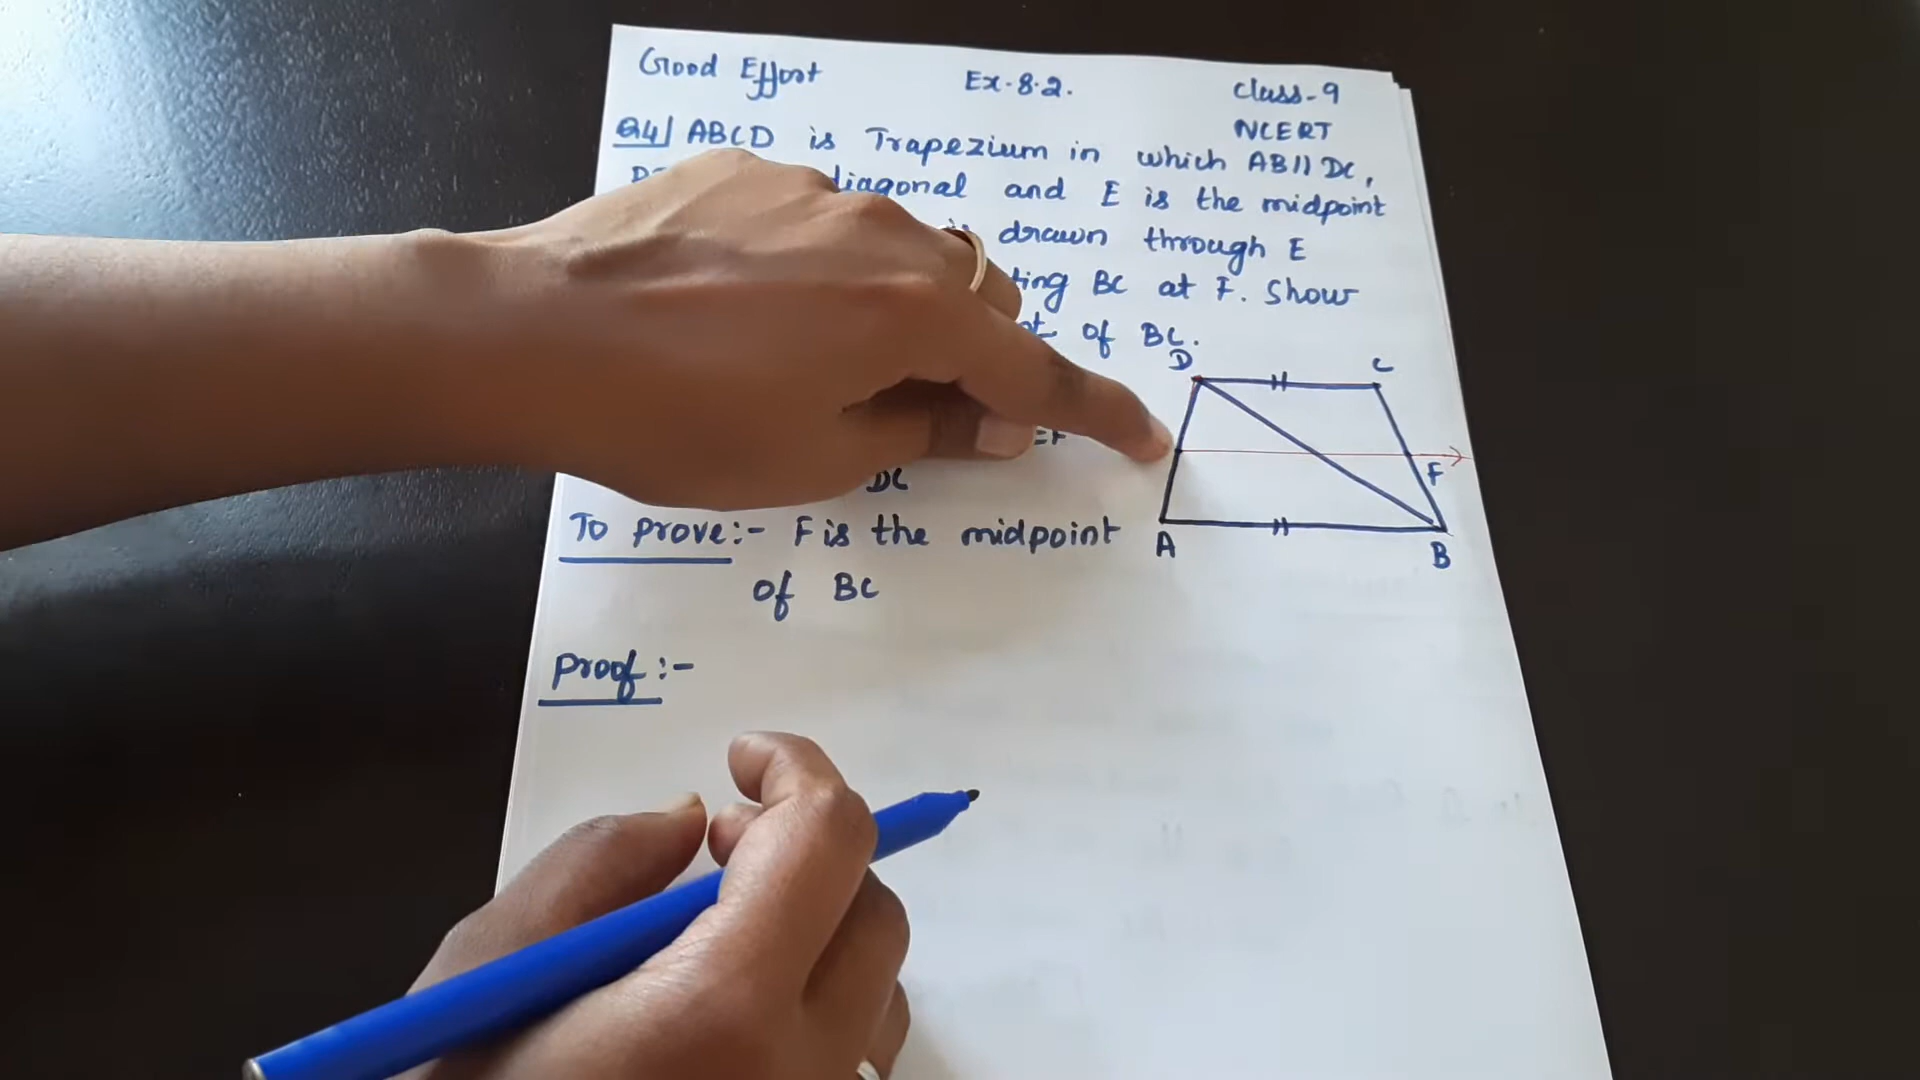 Good Effort Ex-8.2. Class-9
NCERT
Q4| ABCD is Trapezium in which AB || DC,
diagonal and E is the midpoint
drawn through E
BC at F. Show
of BC.
D C
F
DC
To prove:- F is the midpoint
A B
of BC
Proof:-